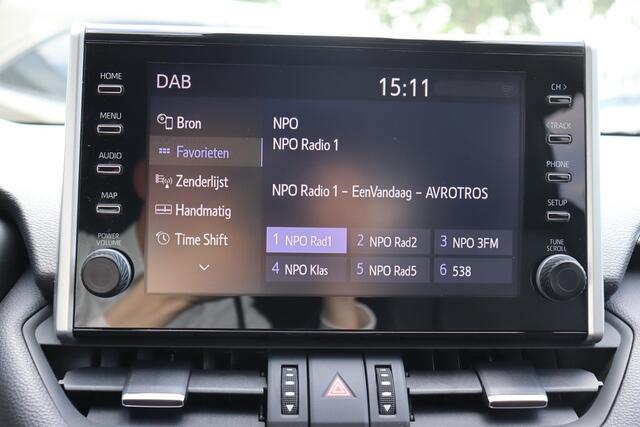 DAB 15:11
HOME
MENU
AUDIO
MAP
POWER
VOLUME
Bron
Favorieten
Zenderlijst
Handmatig
Time Shift
NPO
NPO Radio 1
NPO Radio 1 – EenVandaag – AVROTROS
1 NPO Rad1 2 NPO Rad2 3 NPO 3FM
4 NPO Klas 5 NPO Rad5 6 538
CH >
< TRACK
PHONE
SETUP
TUNE
SCROLL